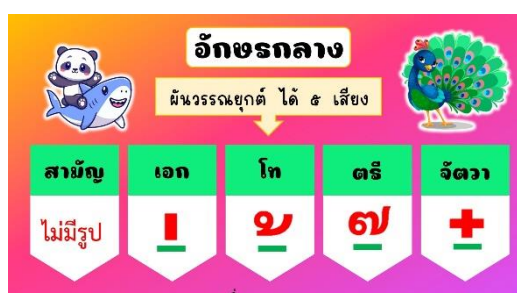 อักษรกลาง
ผันวรรณยุกต์ ได้ ๕ เสียง
สามัญ เอก โท ตรี จัตวา
ไม่มีรูป ่ ้ ๊ ๋